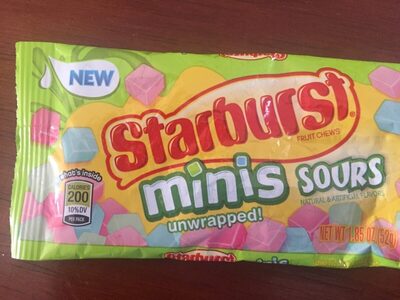 NEW
Starburst®
FRUIT CHEWS
minis SOURS
unwrapped!
NATURAL & ARTIFICIAL FLAVORS
what's inside
CALORIES
200
10%DV
PER PACK
NET WT 1.85 OZ (52g)